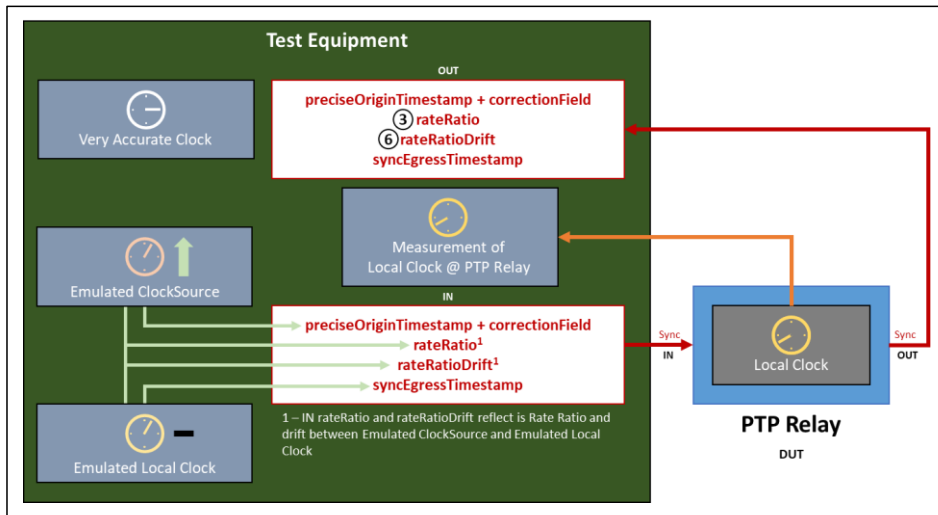 Test Equipment
OUT
Very Accurate Clock
preciseOriginTimestamp + correctionField
3 rateRatio
6 rateRatioDrift
syncEgressTimestamp
Measurement of
Local Clock @ PTP Relay
Emulated ClockSource
IN
preciseOriginTimestamp + correctionField
rateRatio¹
rateRatioDrift¹
syncEgressTimestamp
1 – IN rateRatio and rateRatioDrift reflect is Rate Ratio and
drift between Emulated ClockSource and Emulated Local
Clock
Emulated Local Clock
Sync
IN
Local Clock
Sync
OUT
PTP Relay
DUT